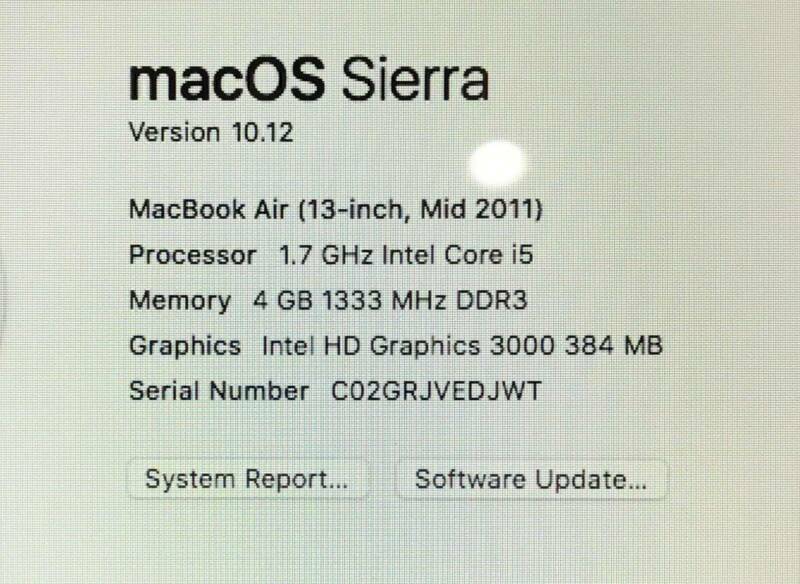 macOS Sierra
Version 10.12
MacBook Air (13-inch, Mid 2011)
Processor 1.7 GHz Intel Core i5
Memory 4 GB 1333 MHz DDR3
Graphics Intel HD Graphics 3000 384 MB
Serial Number C02GRJVEDJWT
System Report... Software Update...